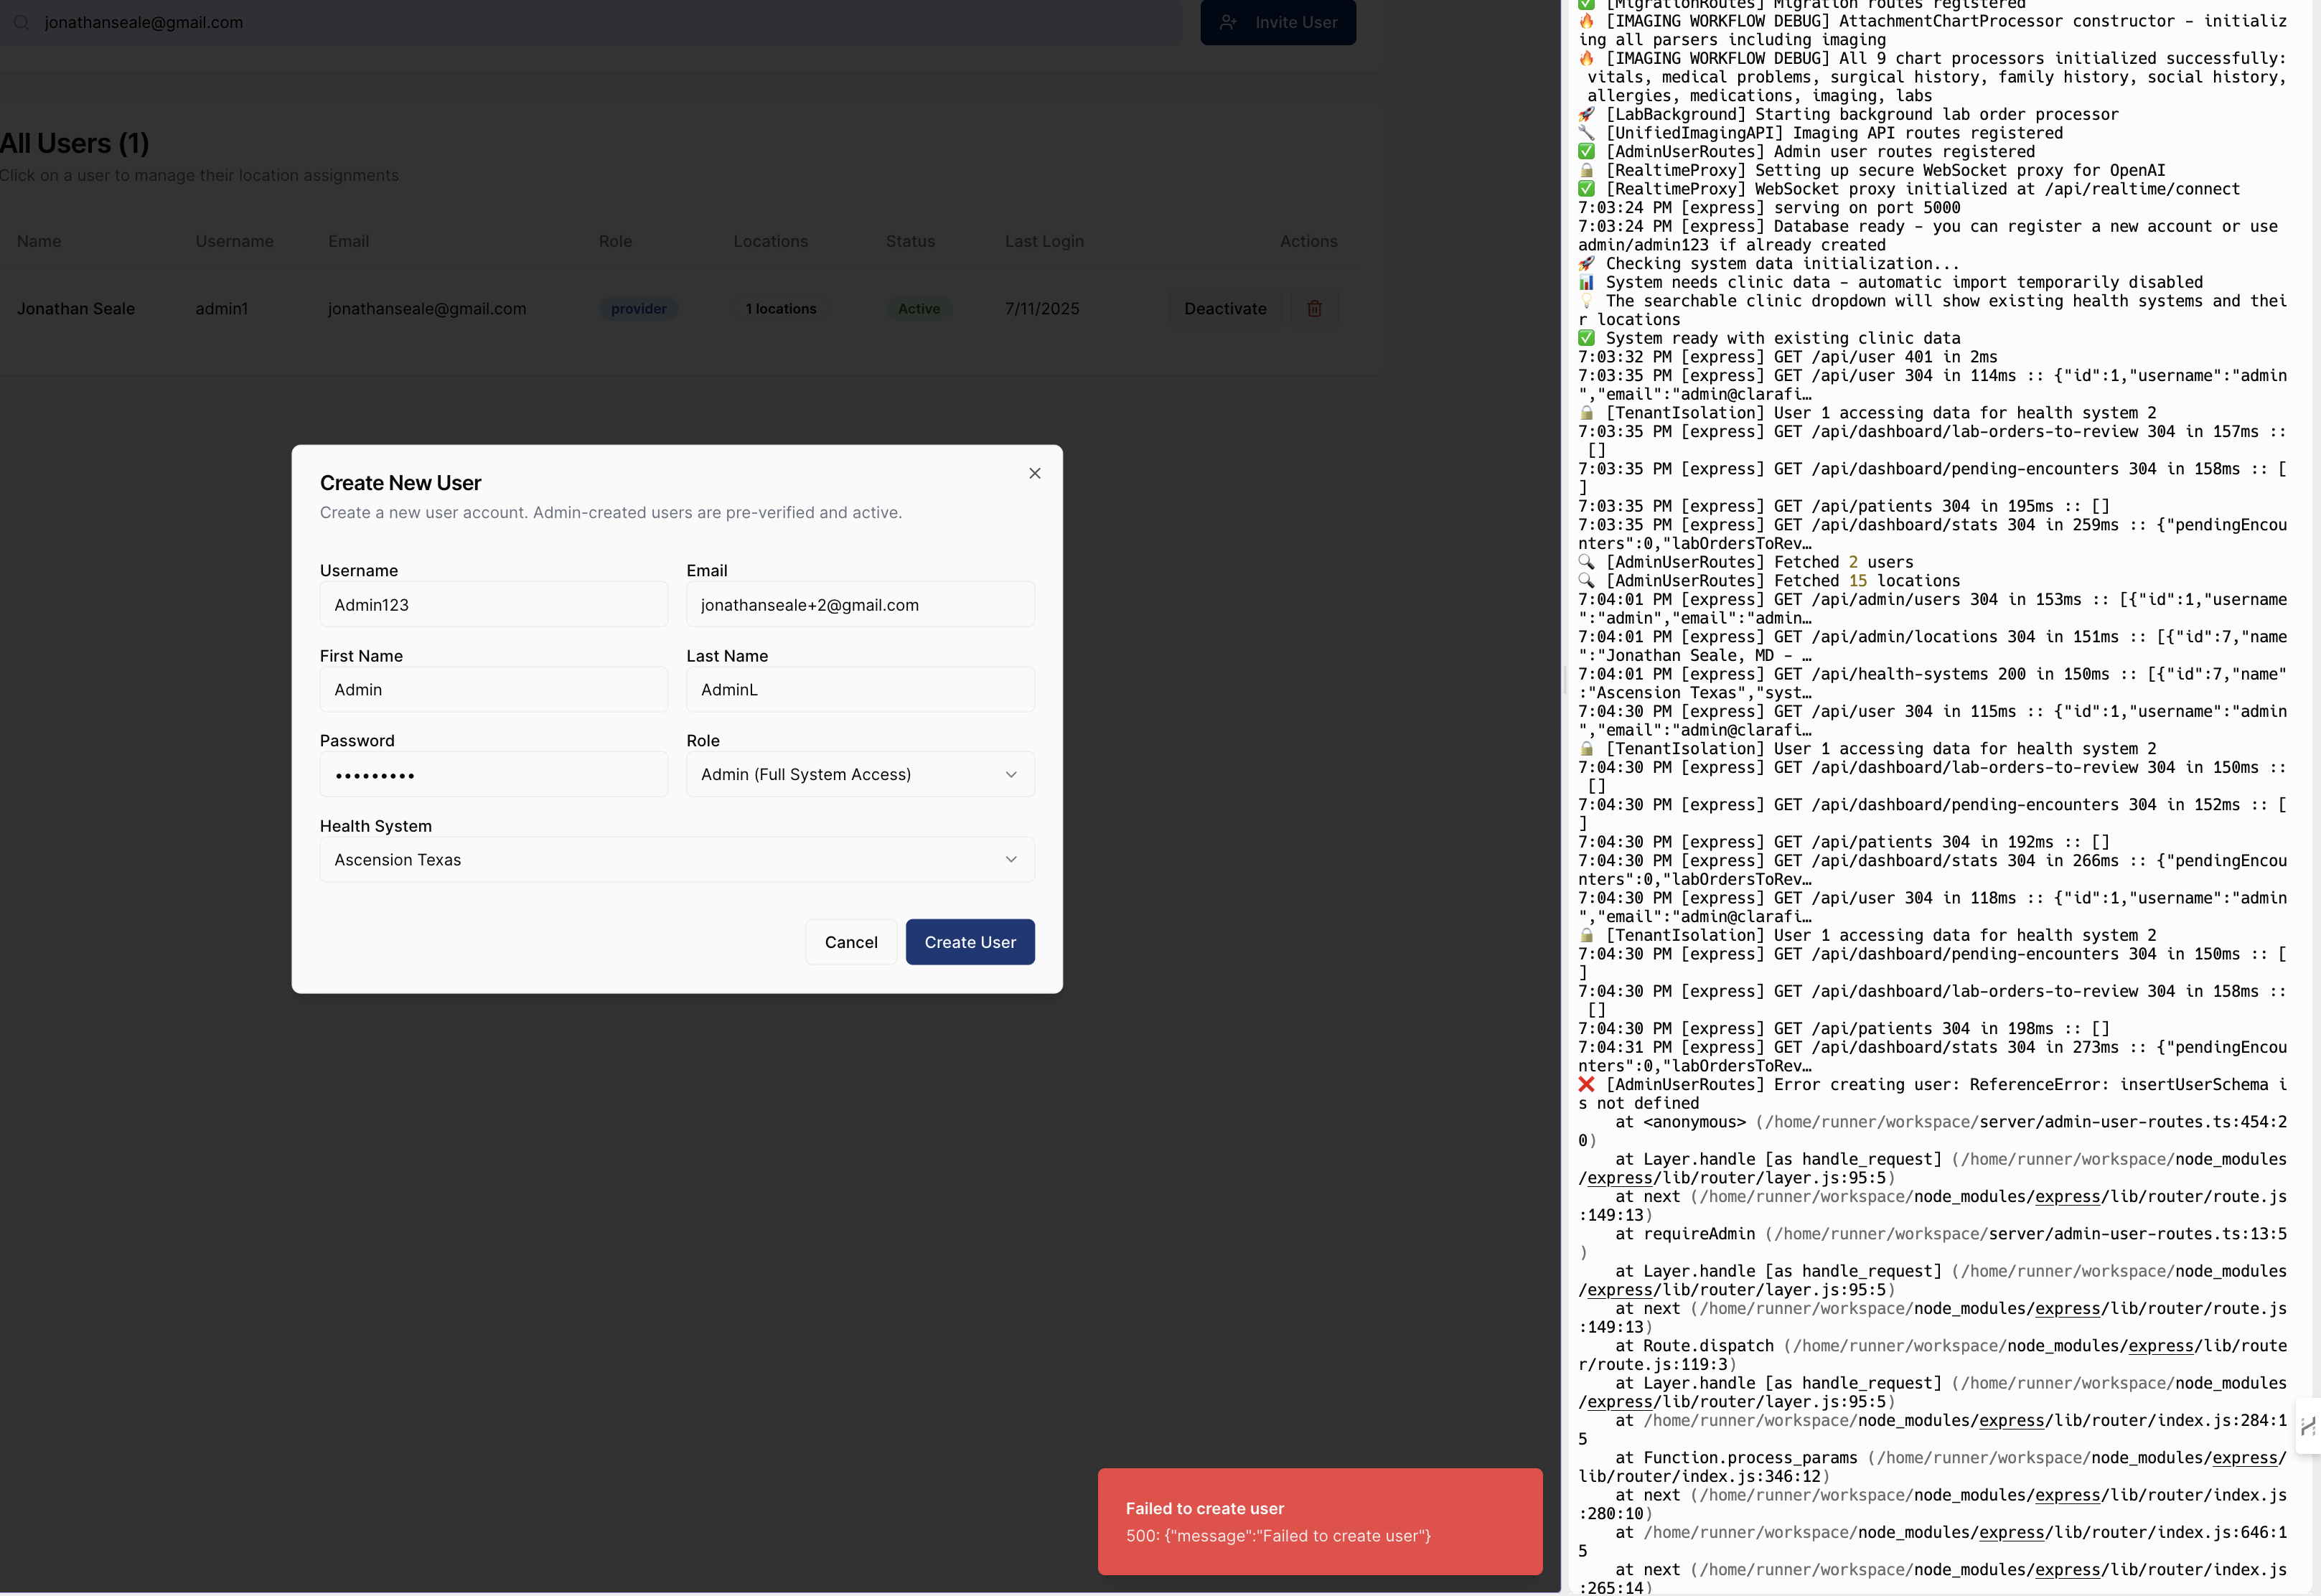 jonathanseale@gmail.com
Invite User
All Users (1)
Click on a user to manage their location assignments
Name Username Email Role Locations Status Last Login Actions
Jonathan Seale admin1 jonathanseale@gmail.com provider 1 locations Active 7/11/2025 Deactivate
Create New User
Create a new user account. Admin-created users are pre-verified and active.
Username Email
Admin123 jonathanseale+2@gmail.com
First Name Last Name
Admin AdminL
Password Role
••••••••• Admin (Full System Access)
Health System
Ascension Texas
Cancel Create User
Failed to create user
500: {"message":"Failed to create user"}
✅ [MigrationRoutes] Migration routes registered
🔥 [IMAGING WORKFLOW DEBUG] AttachmentChartProcessor constructor - initializ
ing all parsers including imaging
🔥 [IMAGING WORKFLOW DEBUG] All 9 chart processors initialized successfully:
vitals, medical problems, surgical history, family history, social history,
allergies, medications, imaging, labs
🚀 [LabBackground] Starting background lab order processor
🔧 [UnifiedImagingAPI] Imaging API routes registered
✅ [AdminUserRoutes] Admin user routes registered
🔒 [RealtimeProxy] Setting up secure WebSocket proxy for OpenAI
✅ [RealtimeProxy] WebSocket proxy initialized at /api/realtime/connect
7:03:24 PM [express] serving on port 5000
7:03:24 PM [express] Database ready - you can register a new account or use
admin/admin123 if already created
🚀 Checking system data initialization...
📊 System needs clinic data - automatic import temporarily disabled
💡 The searchable clinic dropdown will show existing health systems and thei
r locations
✅ System ready with existing clinic data
7:03:32 PM [express] GET /api/user 401 in 2ms
7:03:35 PM [express] GET /api/user 304 in 114ms :: {"id":1,"username":"admin
","email":"admin@clarafi…
🔒 [TenantIsolation] User 1 accessing data for health system 2
7:03:35 PM [express] GET /api/dashboard/lab-orders-to-review 304 in 157ms ::
[]
7:03:35 PM [express] GET /api/dashboard/pending-encounters 304 in 158ms :: [
]
7:03:35 PM [express] GET /api/patients 304 in 195ms :: []
7:03:35 PM [express] GET /api/dashboard/stats 304 in 259ms :: {"pendingEncou
nters":0,"labOrdersToRev…
🔍 [AdminUserRoutes] Fetched 2 users
🔍 [AdminUserRoutes] Fetched 15 locations
7:04:01 PM [express] GET /api/admin/users 304 in 153ms :: [{"id":1,"username
":"admin","email":"admin…
7:04:01 PM [express] GET /api/admin/locations 304 in 151ms :: [{"id":7,"name
":"Jonathan Seale, MD - …
7:04:01 PM [express] GET /api/health-systems 200 in 150ms :: [{"id":7,"name"
:"Ascension Texas","syst…
7:04:30 PM [express] GET /api/user 304 in 115ms :: {"id":1,"username":"admin
","email":"admin@clarafi…
🔒 [TenantIsolation] User 1 accessing data for health system 2
7:04:30 PM [express] GET /api/dashboard/lab-orders-to-review 304 in 150ms ::
[]
7:04:30 PM [express] GET /api/dashboard/pending-encounters 304 in 152ms :: [
]
7:04:30 PM [express] GET /api/patients 304 in 192ms :: []
7:04:30 PM [express] GET /api/dashboard/stats 304 in 266ms :: {"pendingEncou
nters":0,"labOrdersToRev…
7:04:30 PM [express] GET /api/user 304 in 118ms :: {"id":1,"username":"admin
","email":"admin@clarafi…
🔒 [TenantIsolation] User 1 accessing data for health system 2
7:04:30 PM [express] GET /api/dashboard/pending-encounters 304 in 150ms :: [
]
7:04:30 PM [express] GET /api/dashboard/lab-orders-to-review 304 in 158ms ::
[]
7:04:30 PM [express] GET /api/patients 304 in 198ms :: []
7:04:31 PM [express] GET /api/dashboard/stats 304 in 273ms :: {"pendingEncou
nters":0,"labOrdersToRev…
❌ [AdminUserRoutes] Error creating user: ReferenceError: insertUserSchema i
s not defined
at <anonymous> (/home/runner/workspace/server/admin-user-routes.ts:454:2
0)
at Layer.handle [as handle_request] (/home/runner/workspace/node_modules
/express/lib/router/layer.js:95:5)
at next (/home/runner/workspace/node_modules/express/lib/router/route.js
:149:13)
at requireAdmin (/home/runner/workspace/server/admin-user-routes.ts:13:5
)
at Layer.handle [as handle_request] (/home/runner/workspace/node_modules
/express/lib/router/layer.js:95:5)
at next (/home/runner/workspace/node_modules/express/lib/router/route.js
:149:13)
at Route.dispatch (/home/runner/workspace/node_modules/express/lib/route
r/route.js:119:3)
at Layer.handle [as handle_request] (/home/runner/workspace/node_modules
/express/lib/router/layer.js:95:5)
at /home/runner/workspace/node_modules/express/lib/router/index.js:284:1
5
at Function.process_params (/home/runner/workspace/node_modules/express/
lib/router/index.js:346:12)
at next (/home/runner/workspace/node_modules/express/lib/router/index.js
:280:10)
at /home/runner/workspace/node_modules/express/lib/router/index.js:646:1
5
at next (/home/runner/workspace/node_modules/express/lib/router/index.js
:265:14)